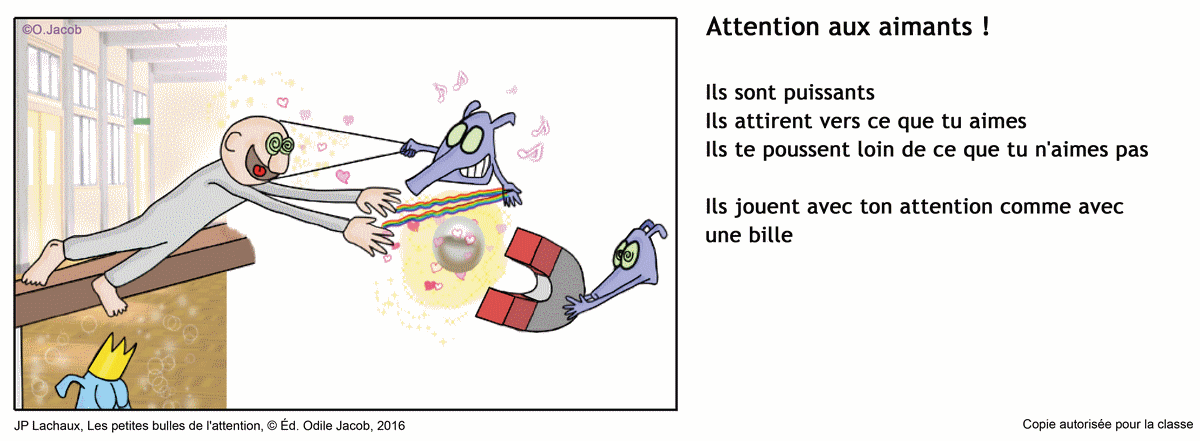 ©O.Jacob
Attention aux aimants !
Ils sont puissants
Ils attirent vers ce que tu aimes
Ils te poussent loin de ce que tu n'aimes pas
Ils jouent avec ton attention comme avec
une bille
JP Lachaux, Les petites bulles de l'attention, © Éd. Odile Jacob, 2016
Copie autorisée pour la classe